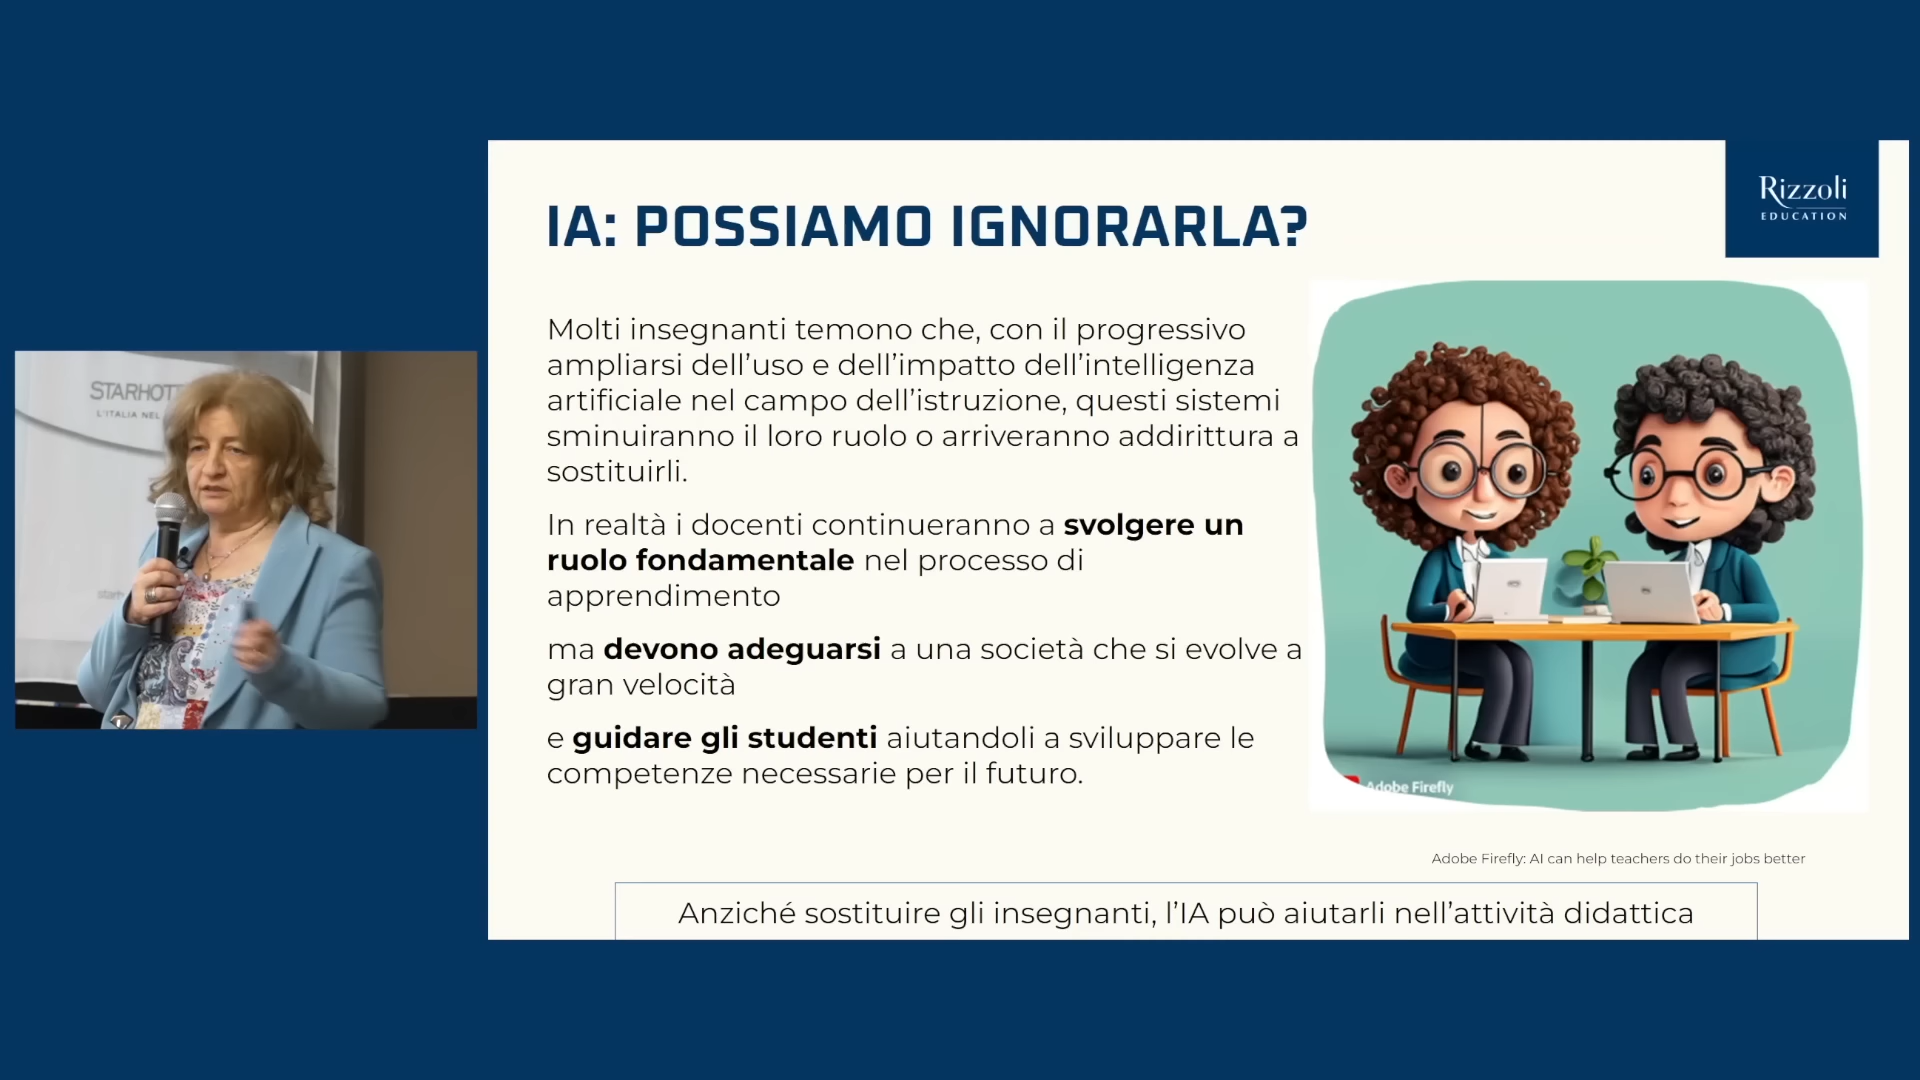 STARHOT
L'ITALIA NEL
Rizzoli
EDUCATION
IA: POSSIAMO IGNORARLA?
Molti insegnanti temono che, con il progressivo
ampliarsi dell’uso e dell’impatto dell’intelligenza
artificiale nel campo dell’istruzione, questi sistemi
sminuiranno il loro ruolo o arriveranno addirittura a
sostituirli.
In realtà i docenti continueranno a svolgere un
ruolo fondamentale nel processo di
apprendimento
ma devono adeguarsi a una società che si evolve a
gran velocità
e guidare gli studenti aiutandoli a sviluppare le
competenze necessarie per il futuro.
Adobe Firefly
Adobe Firefly: AI can help teachers do their jobs better
Anziché sostituire gli insegnanti, l’IA può aiutarli nell’attività didattica